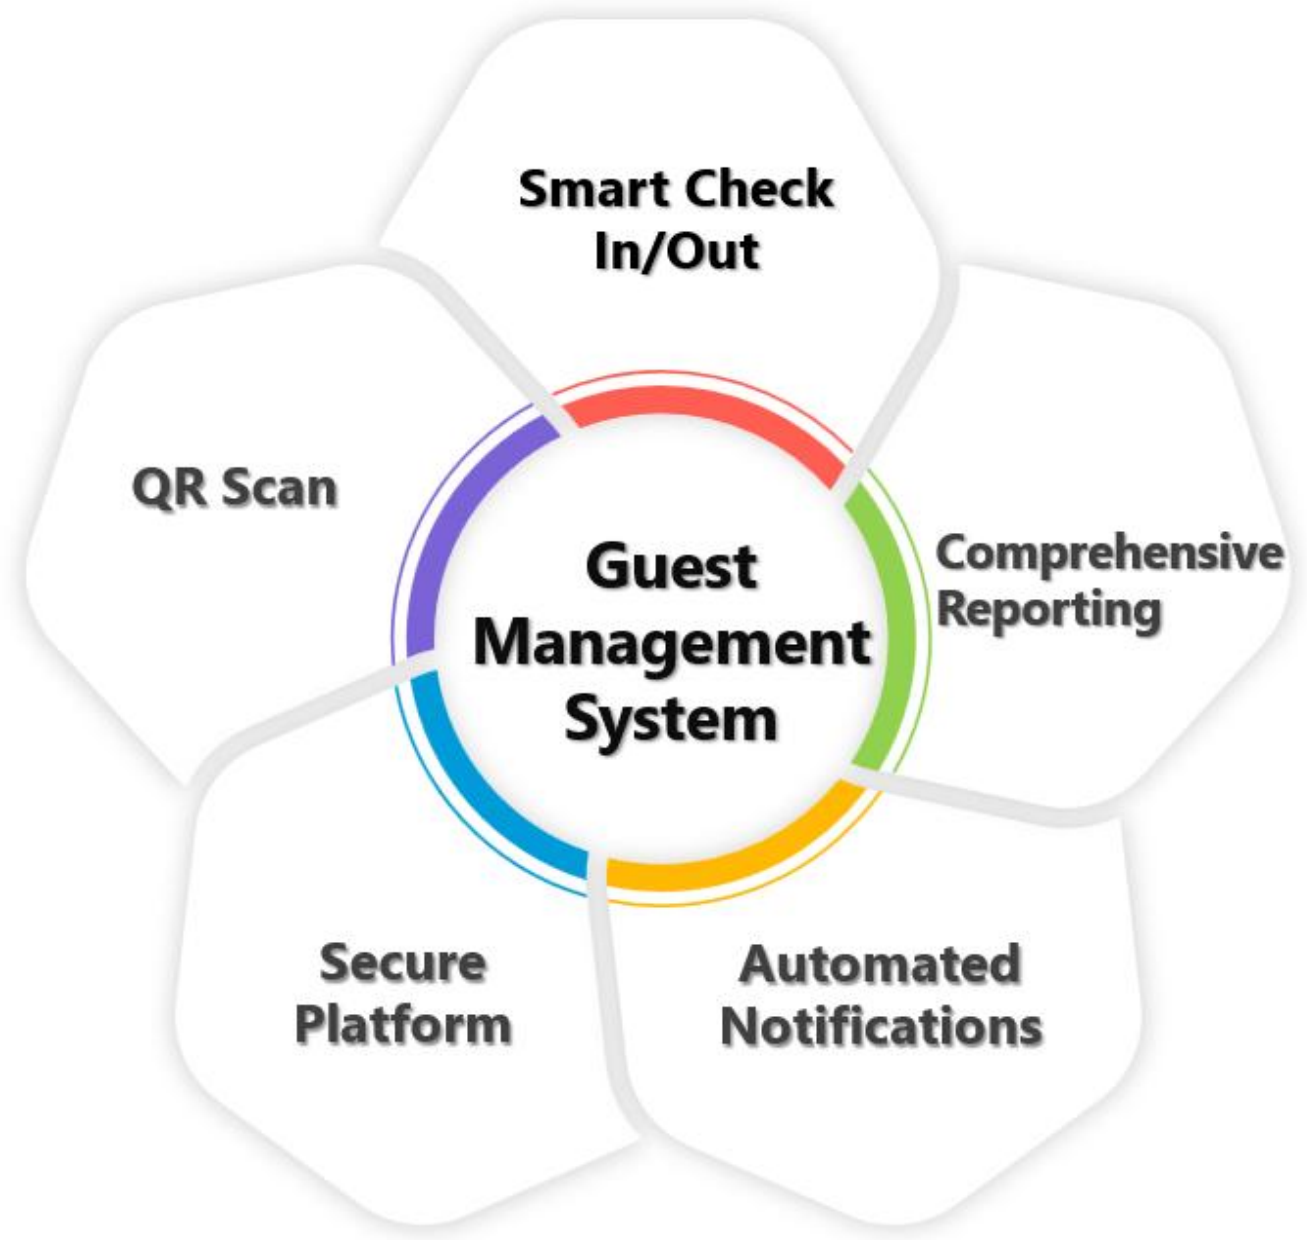 Smart Check
In/Out
QR Scan
Comprehensive
Reporting
Guest
Management
System
Secure
Platform
Automated
Notifications